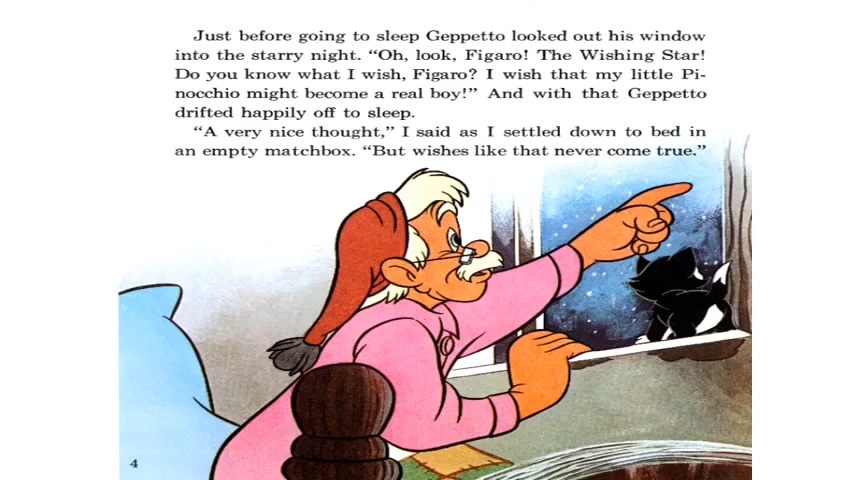 Just before going to sleep Geppetto looked out his window
into the starry night. “Oh, look, Figaro! The Wishing Star!
Do you know what I wish, Figaro? I wish that my little Pi-
nocchio might become a real boy!” And with that Geppetto
drifted happily off to sleep.
“A very nice thought,” I said as I settled down to bed in
an empty matchbox. “But wishes like that never come true.”
4